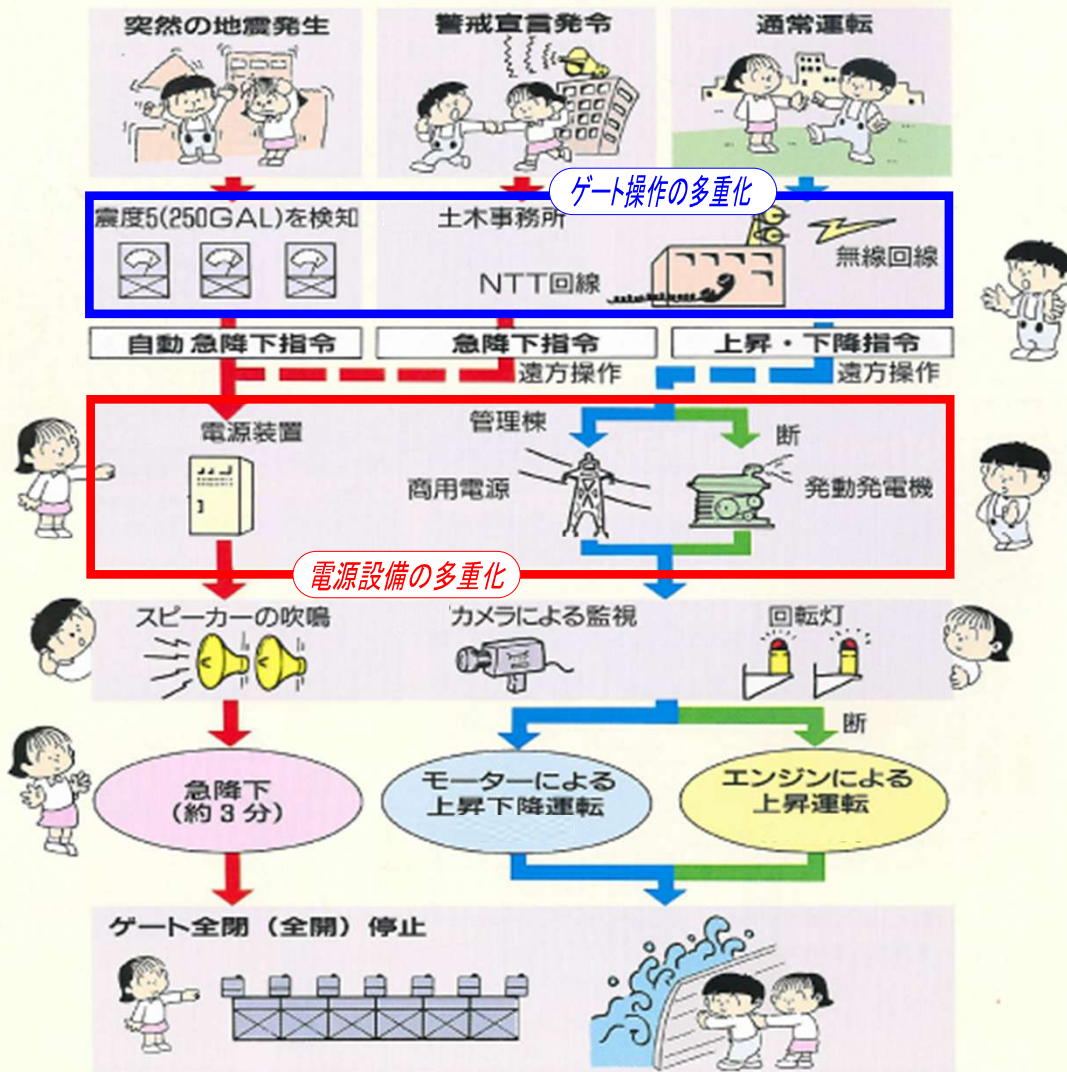 突然の地震発生
警戒宣言発令
通常運転
ゲート操作の多重化
震度5(250GAL)を検知
土木事務所
NTT回線
無線回線
自動急降下指令
急降下指令
上昇・下降指令
遠方操作
遠方操作
電源装置
管理棟
断
商用電源
発動発電機
電源設備の多重化
スピーカーの吹鳴
カメラによる監視
回転灯
断
急降下
(約3分)
モーターによる
上昇下降運転
エンジンによる
上昇運転
ゲート全閉(全開)停止